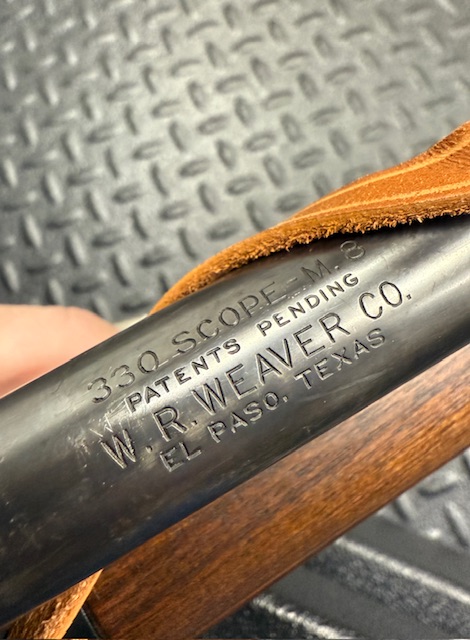 330 SCOPE-M.8
PATENTS PENDING
W.R.WEAVER CO.
EL PASO, TEXAS